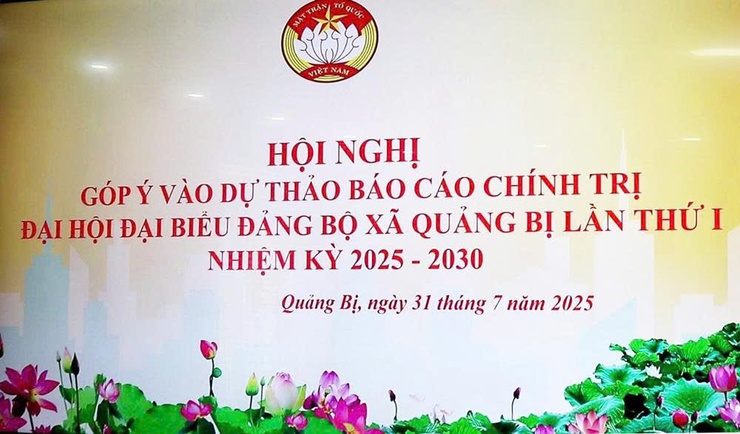 MẶT TRẬN TỔ QUỐC
VIỆT NAM
HỘI NGHỊ
GÓP Ý VÀO DỰ THẢO BÁO CÁO CHÍNH TRỊ
ĐẠI HỘI ĐẠI BIỂU ĐẢNG BỘ XÃ QUẢNG BỊ LẦN THỨ I
NHIỆM KỲ 2025 - 2030
Quảng Bị, ngày 31 tháng 7 năm 2025